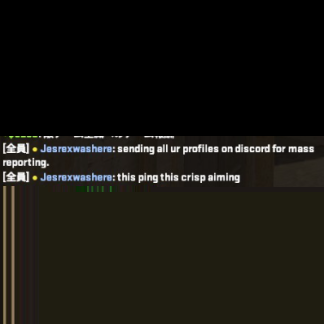 [全員] ● Jesrexwashere: sending all ur profiles on discord for mass
reporting.
[全員] ● Jesrexwashere: this ping this crisp aiming